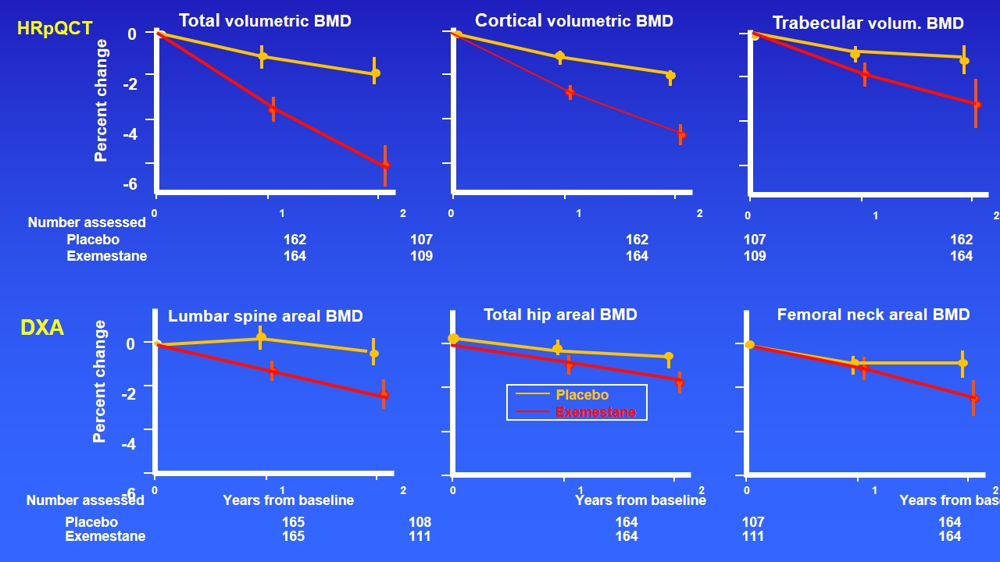 HRpQCT
Total volumetric BMD
Cortical volumetric BMD
Trabecular volum. BMD
Percent change
0
-2
-4
-6
0 1 2
0 1 2
0 1 2
Number assessed
Placebo 162 107 162 107 162
Exemestane 164 109 164 109 164
DXA
Lumbar spine areal BMD
Total hip areal BMD
Femoral neck areal BMD
Percent change
0
-2
-4
-6
Placebo
Exemestane
0 1 2
0 1 2
0 1 2
Number assessed Years from baseline Years from baseline Years from bas
Placebo 165 108 164 107 164
Exemestane 165 111 164 111 164